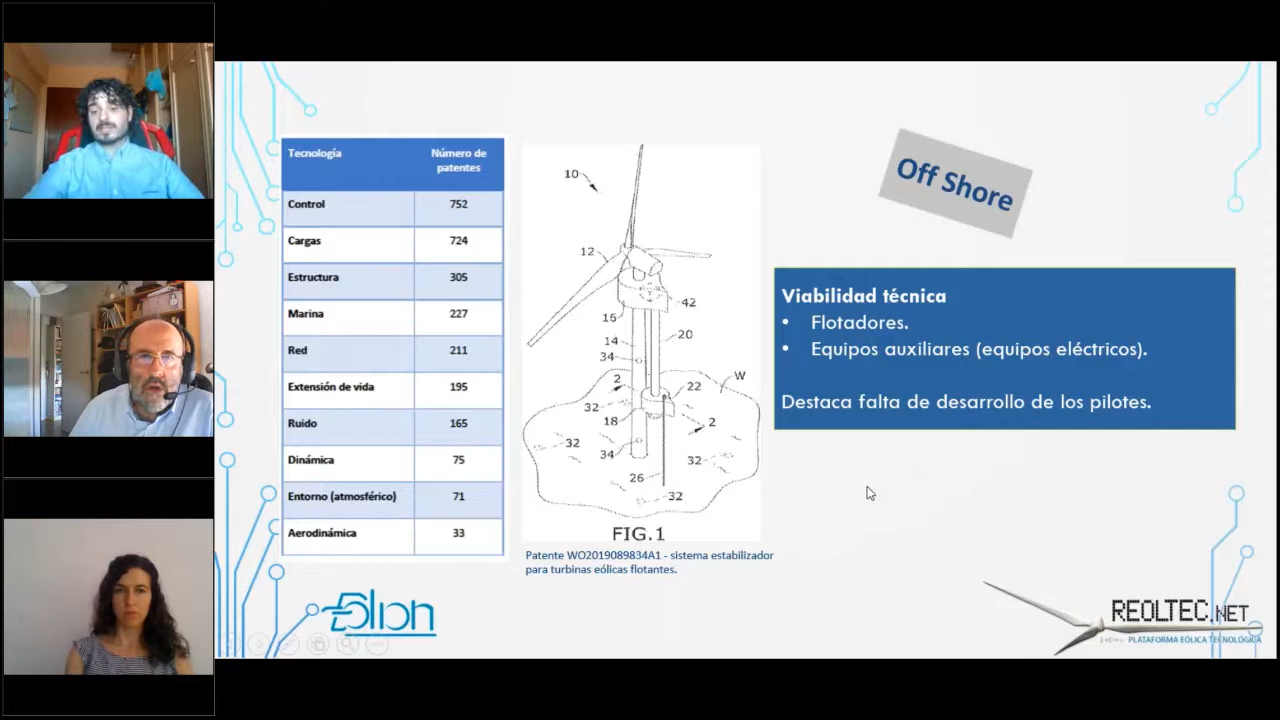 Tecnología Número de patentes
Control 752
Cargas 724
Estructura 305
Marina 227
Red 211
Extensión de vida 195
Ruido 165
Dinámica 75
Entorno (atmosférico) 71
Aerodinámica 33
10
12
42
16
20
14
34
2
22
W
32
18
2
32
34
32
26
32
FIG.1
Patente WO2019089834A1 - sistema estabilizador
para turbinas eólicas flotantes.
Off Shore
Viabilidad técnica
• Flotadores.
• Equipos auxiliares (equipos eléctricos).
Destaca falta de desarrollo de los pilotes.
Eolion
REOLTEC.NET
PLATAFORMA EÓLICA TECNOLÓGICA